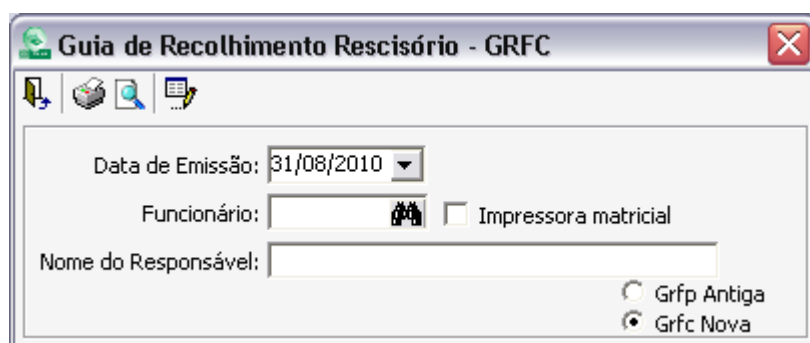 Guia de Recolhimento Rescisório - GRFC
Data de Emissão: 31/08/2010
Funcionário: Impressora matricial
Nome do Responsável:
Grfp Antiga
Grfc Nova